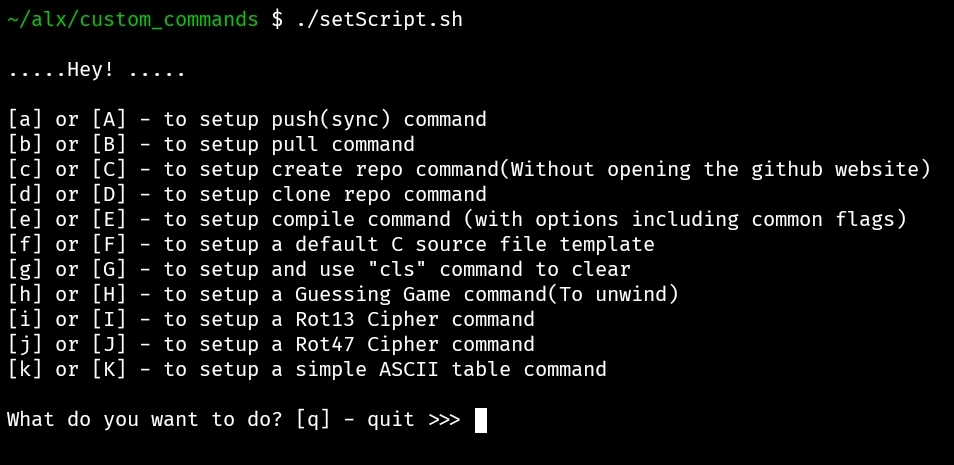 ~/alx/custom_commands $ ./setScript.sh
.....Hey! .....
[a] or [A] - to setup push(sync) command
[b] or [B] - to setup pull command
[c] or [C] - to setup create repo command(Without opening the github website)
[d] or [D] - to setup clone repo command
[e] or [E] - to setup compile command (with options including common flags)
[f] or [F] - to setup a default C source file template
[g] or [G] - to setup and use "cls" command to clear
[h] or [H] - to setup a Guessing Game command(To unwind)
[i] or [I] - to setup a Rot13 Cipher command
[j] or [J] - to setup a Rot47 Cipher command
[k] or [K] - to setup a simple ASCII table command
What do you want to do? [q] - quit >>>